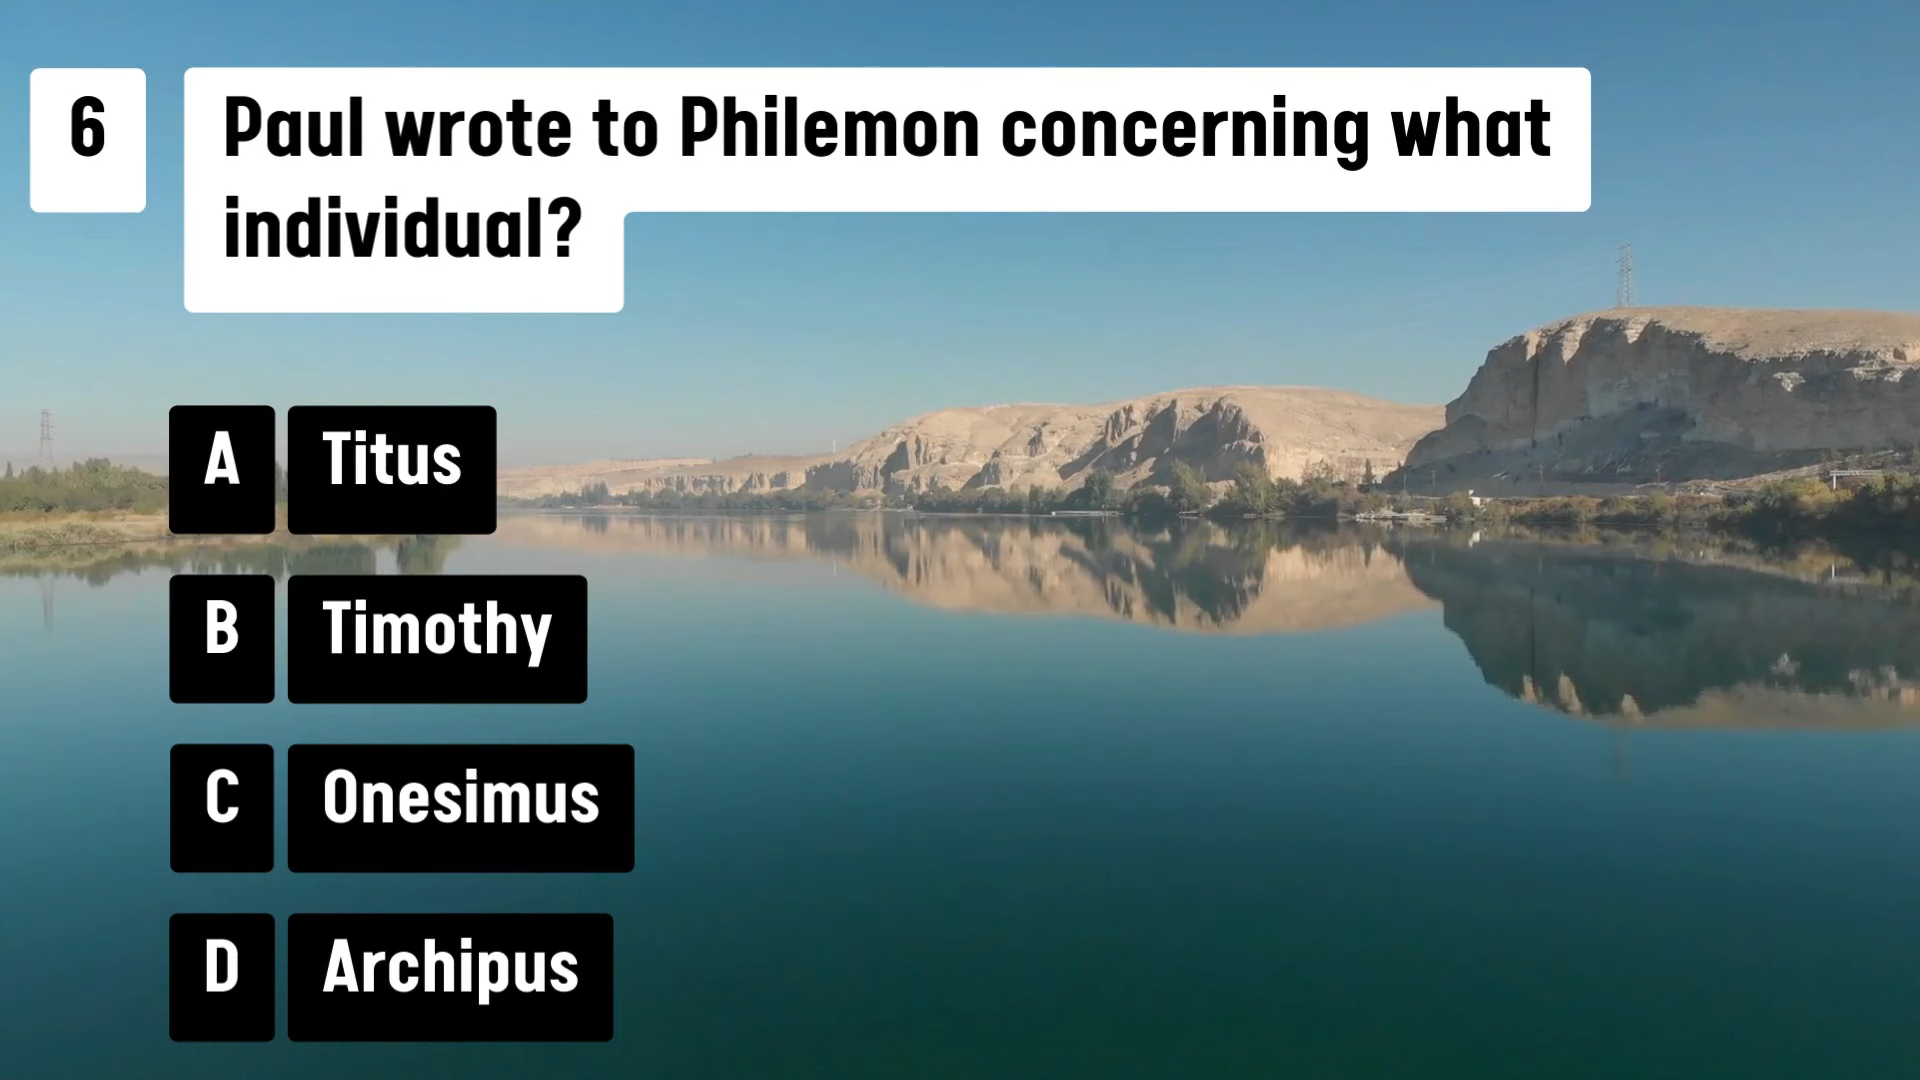 6
Paul wrote to Philemon concerning what
individual?
A Titus
B Timothy
C Onesimus
D Archipus